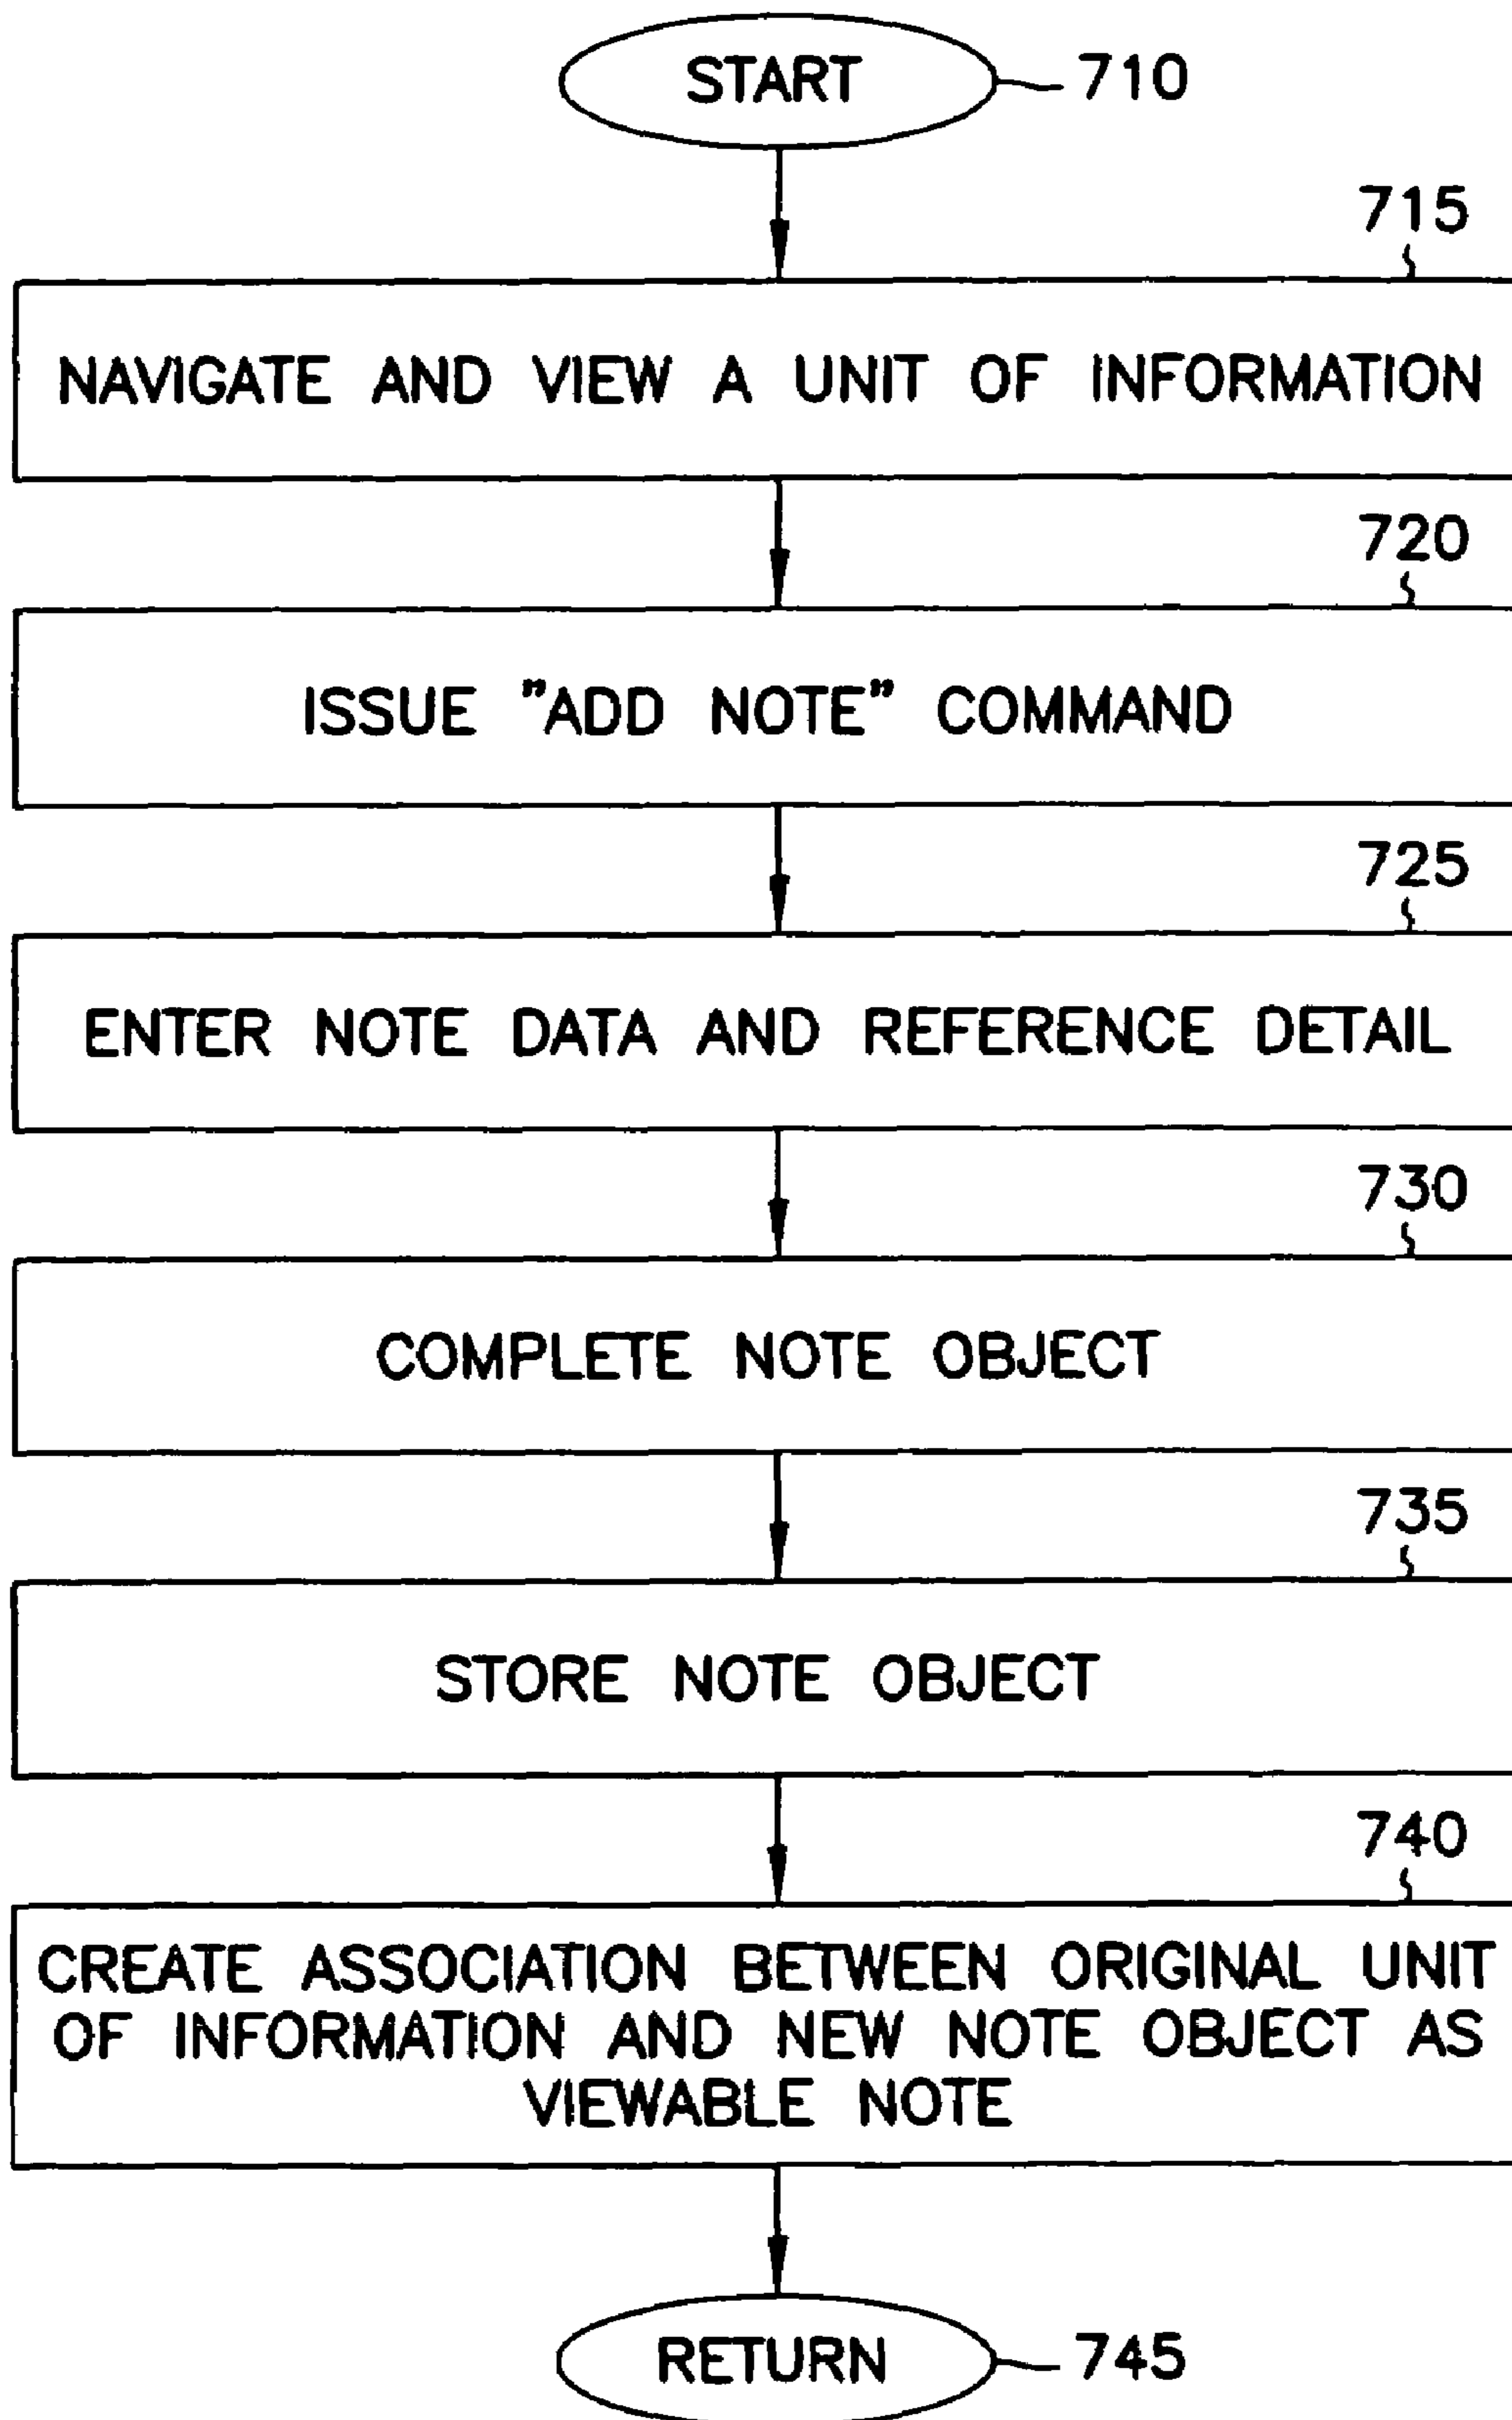 START 710
715
NAVIGATE AND VIEW A UNIT OF INFORMATION
720
ISSUE "ADD NOTE" COMMAND
725
ENTER NOTE DATA AND REFERENCE DETAIL
730
COMPLETE NOTE OBJECT
735
STORE NOTE OBJECT
740
CREATE ASSOCIATION BETWEEN ORIGINAL UNIT
OF INFORMATION AND NEW NOTE OBJECT AS
VIEWABLE NOTE
RETURN 745